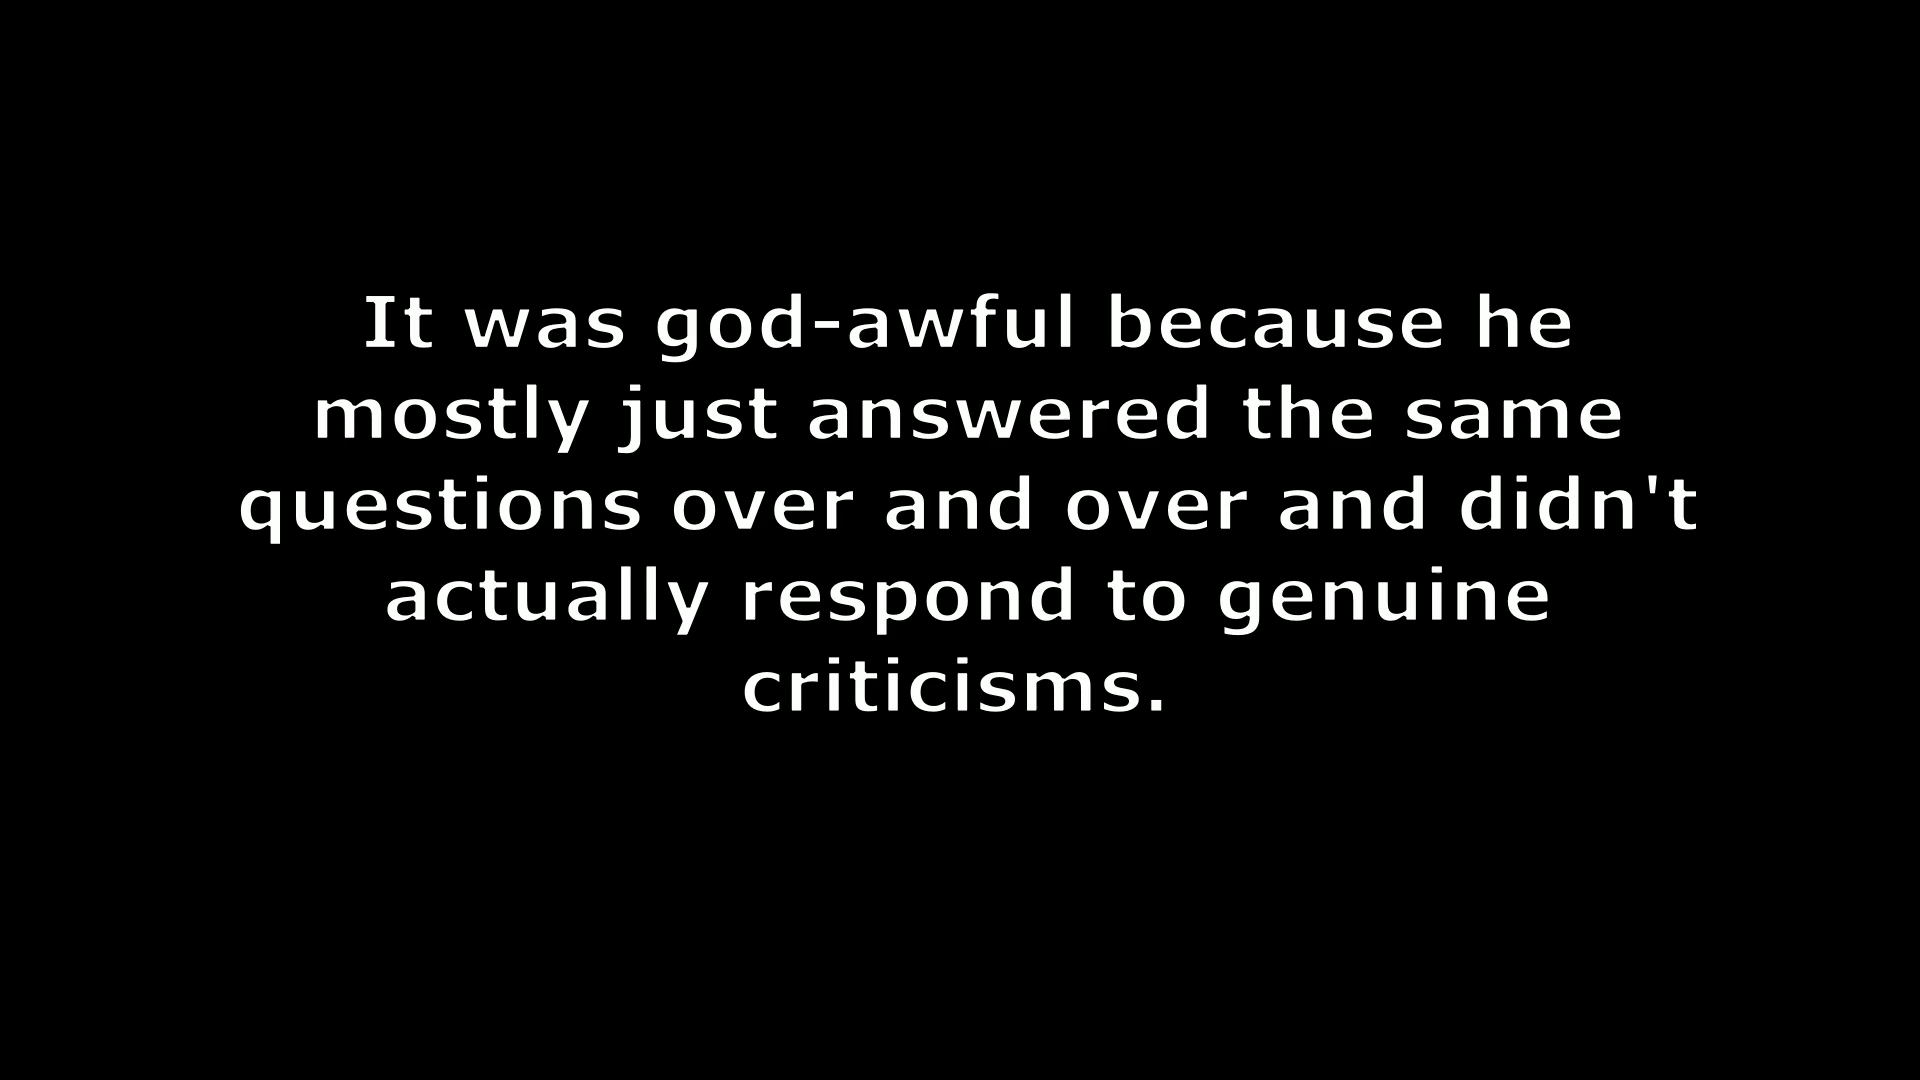 It was god-awful because he
mostly just answered the same
questions over and over and didn't
actually respond to genuine
criticisms.